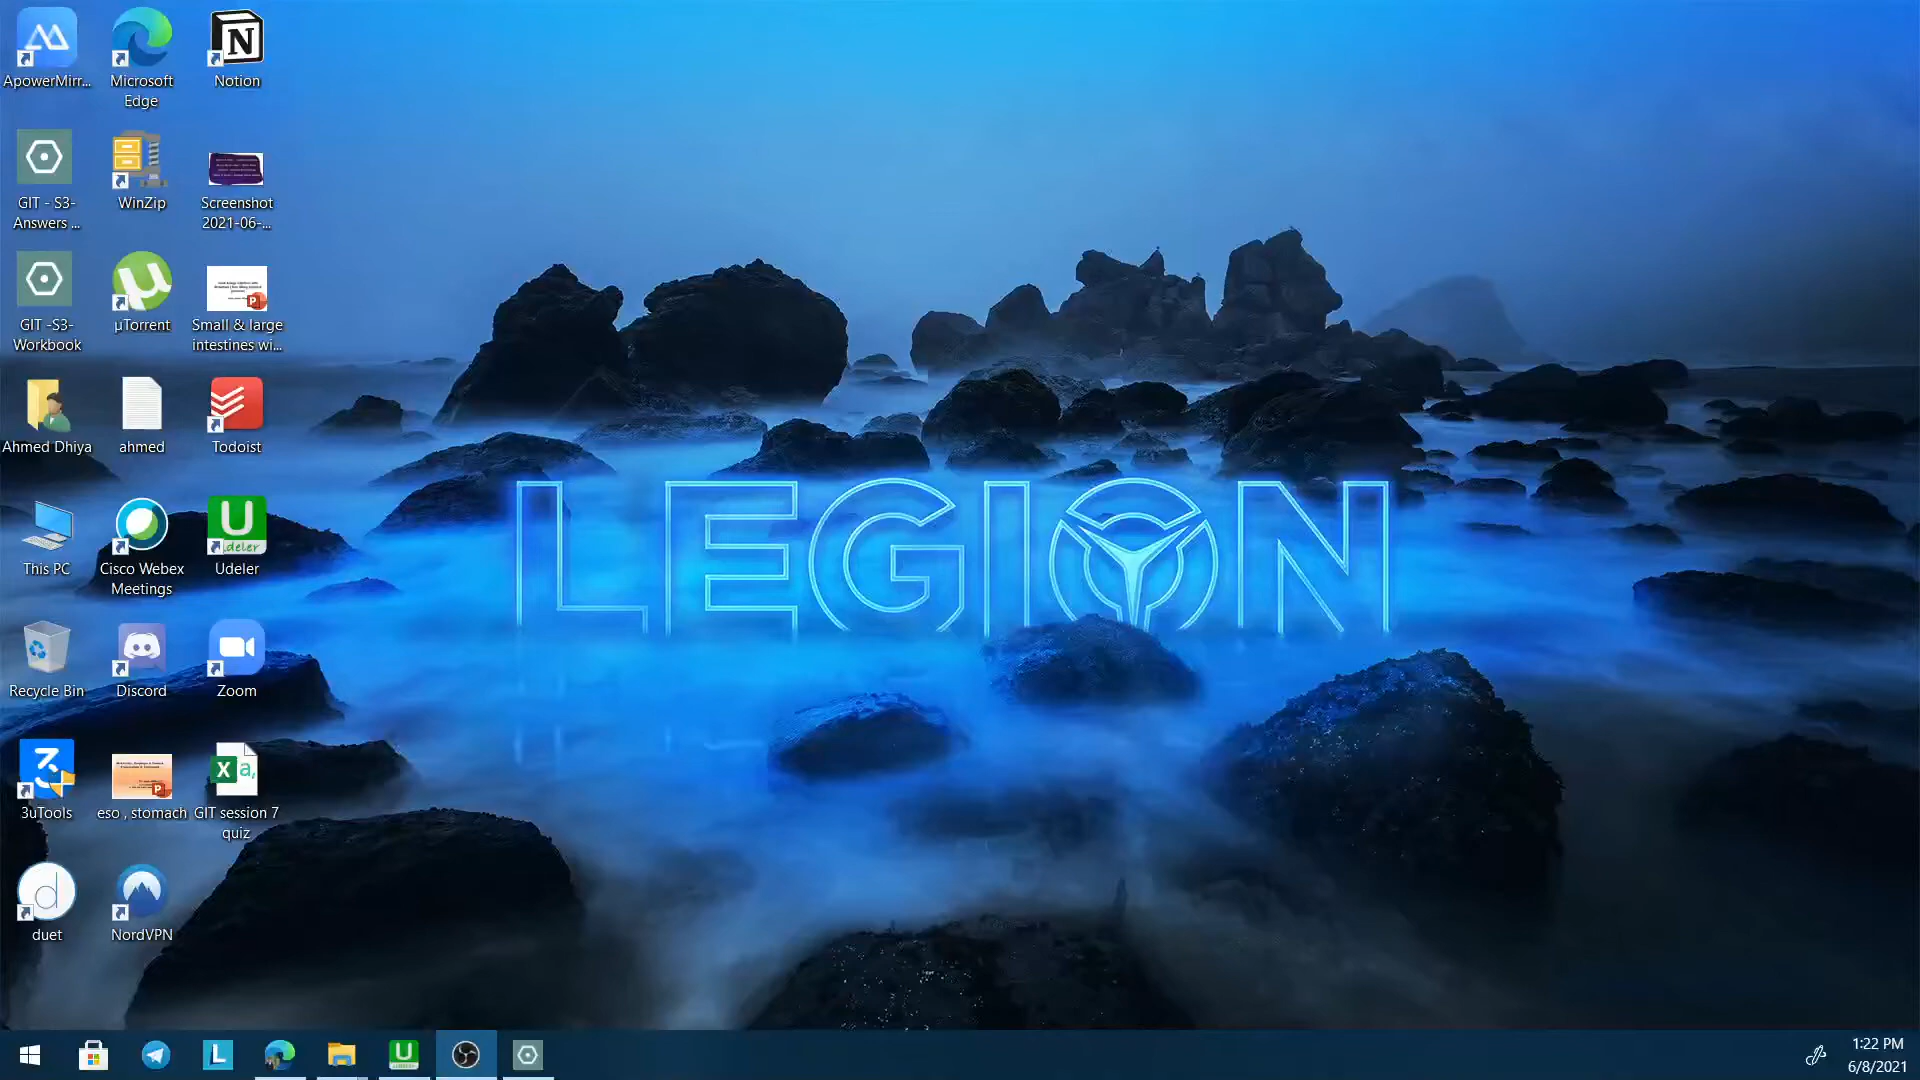 ApowerMirr...
Microsoft
Edge
Notion
GIT - S3-
Answers ...
WinZip
Screenshot
2021-06-...
GIT -S3-
Workbook
µTorrent
Small & large
intestines wi...
Ahmed Dhiya
ahmed
Todoist
This PC
Cisco Webex
Meetings
Udeler
LEGION
Recycle Bin
Discord
Zoom
3uTools
eso , stomach
GIT session 7
quiz
duet
NordVPN
1:22 PM
6/8/2021